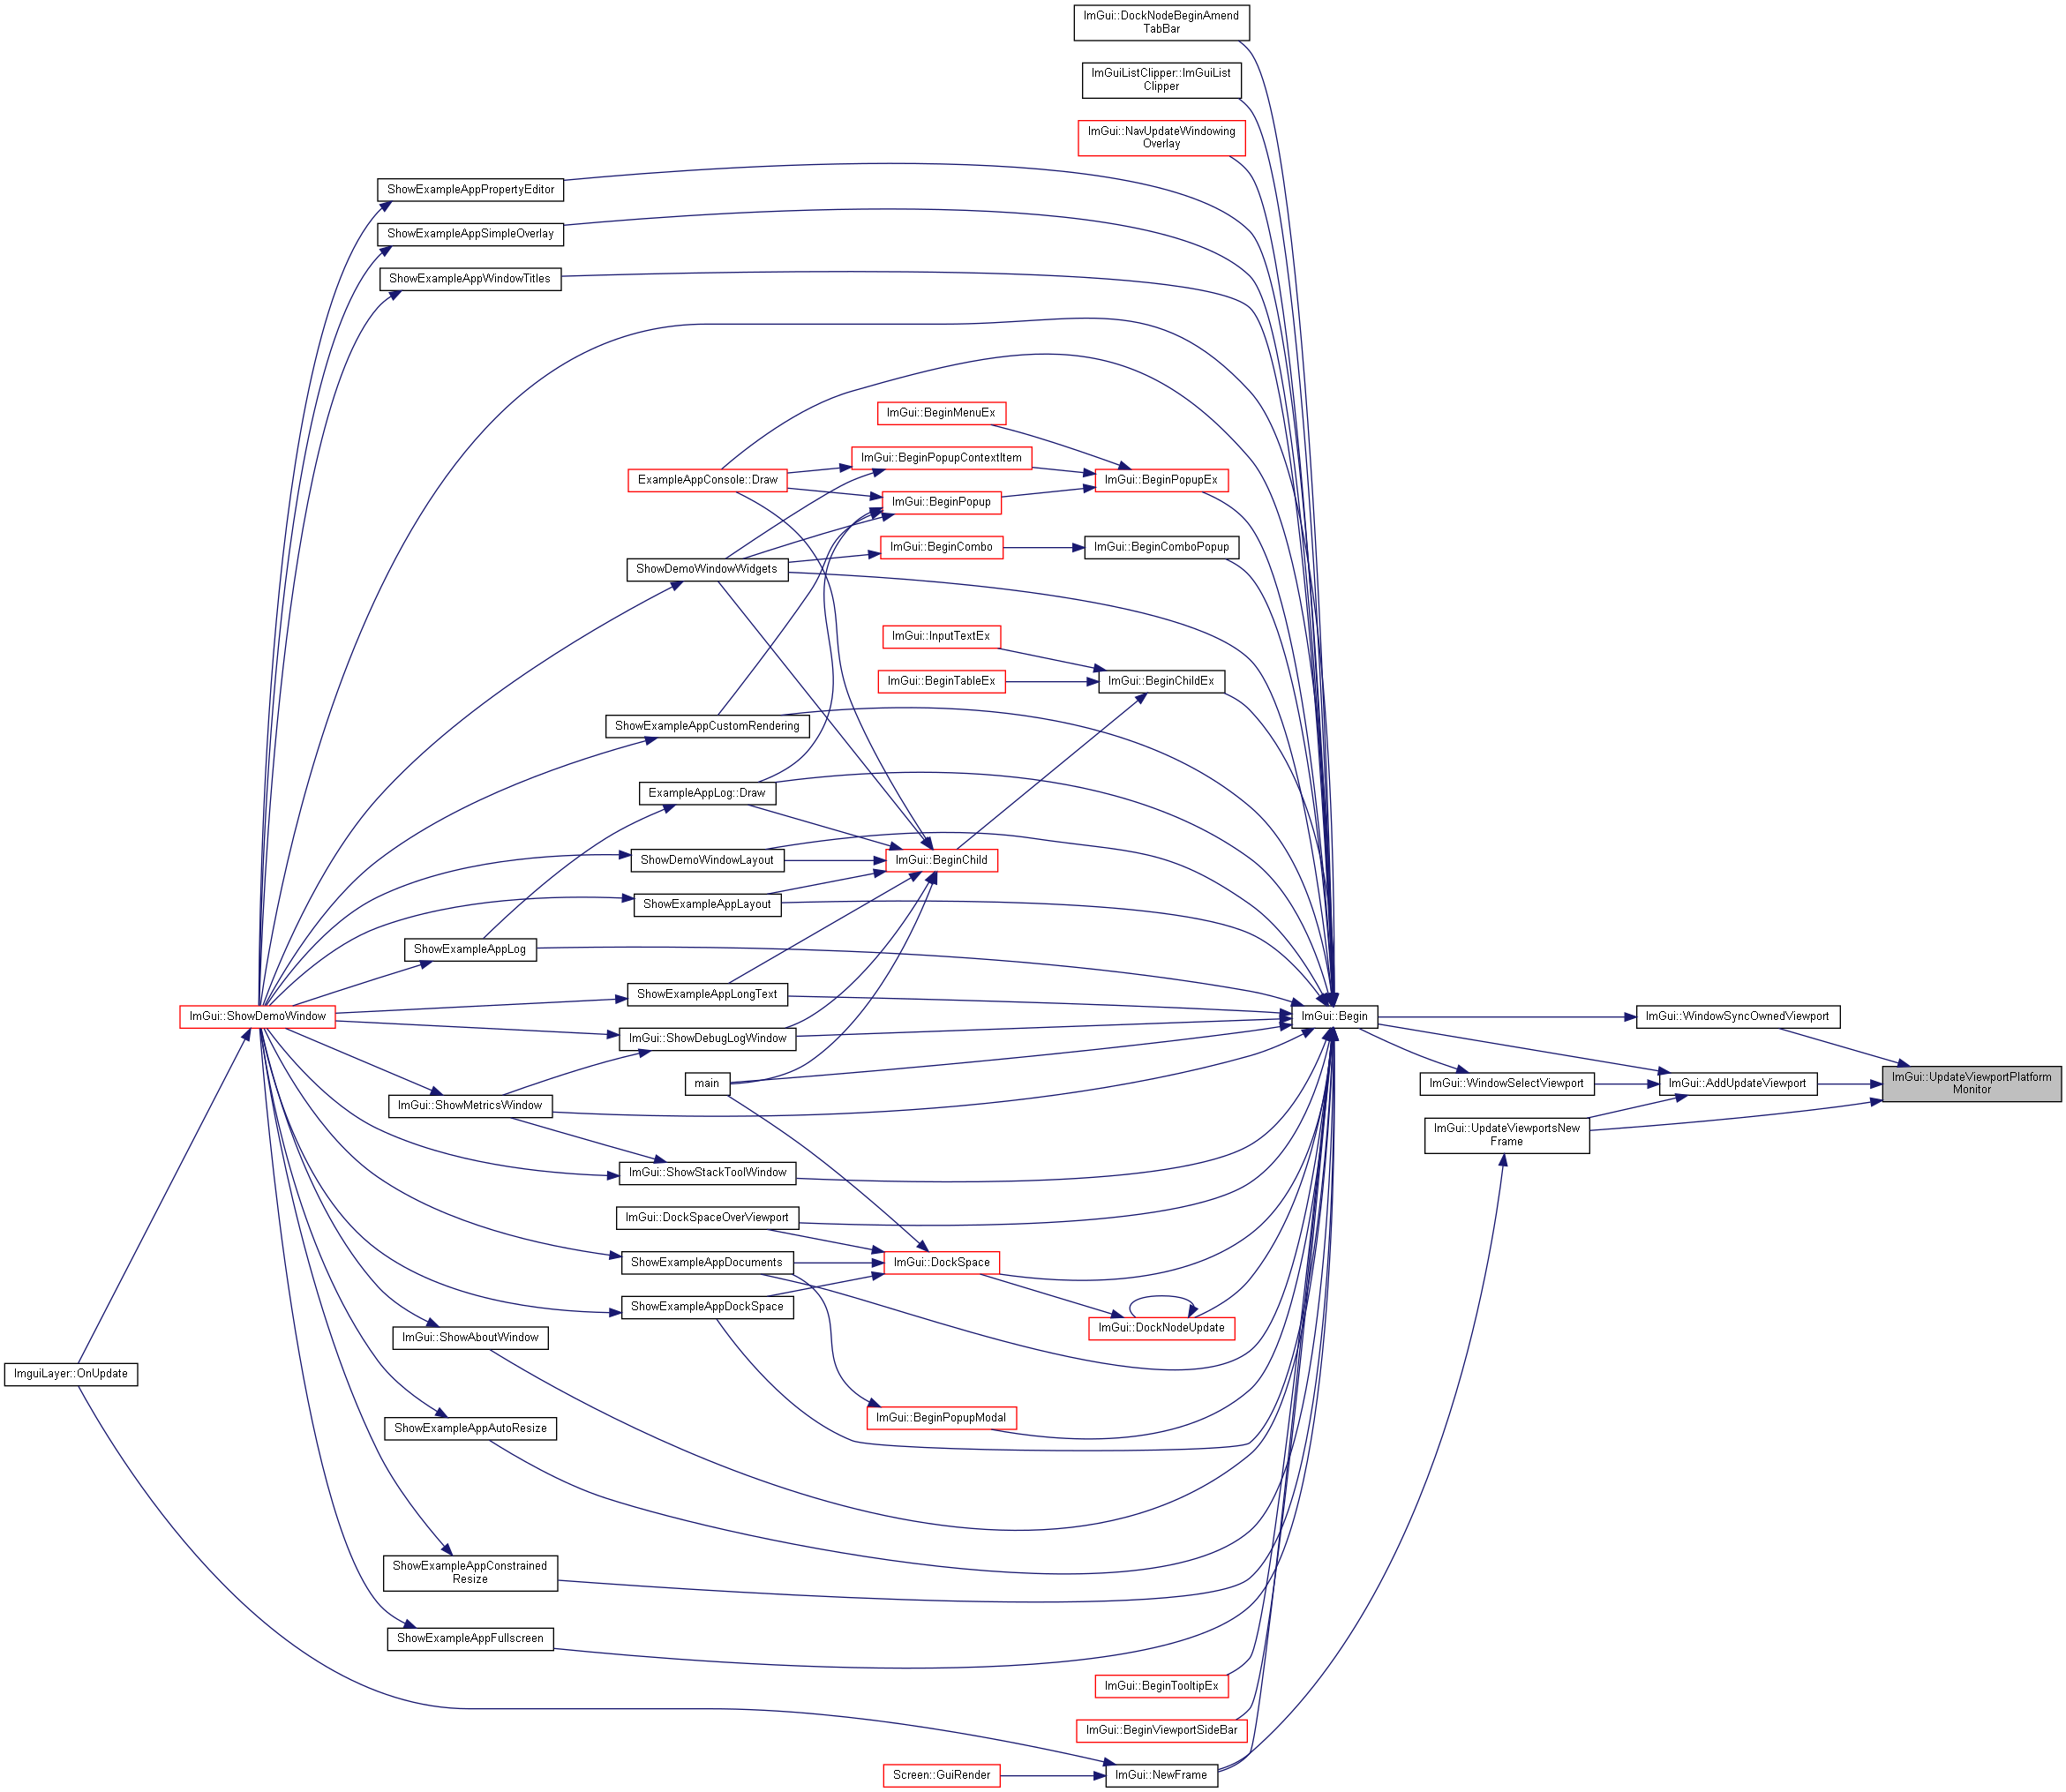 ImGui::DockNodeBeginAmend
TabBar
ImGuiListClipper::ImGuiList
Clipper
ImGui::NavUpdateWindowing
Overlay
ShowExampleAppPropertyEditor
ShowExampleAppSimpleOverlay
ShowExampleAppWindowTitles
ImGui::BeginMenuEx
ImGui::BeginPopupContextItem
ExampleAppConsole::Draw
ImGui::BeginPopupEx
ImGui::BeginPopup
ImGui::BeginCombo
ImGui::BeginComboPopup
ShowDemoWindowWidgets
ImGui::InputTextEx
ImGui::BeginTableEx
ImGui::BeginChildEx
ShowExampleAppCustomRendering
ExampleAppLog::Draw
ShowDemoWindowLayout
ImGui::BeginChild
ShowExampleAppLayout
ShowExampleAppLog
ShowExampleAppLongText
ImGui::ShowDemoWindow
ImGui::Begin
ImGui::WindowSyncOwnedViewport
ImGui::ShowDebugLogWindow
main
ImGui::WindowSelectViewport
ImGui::AddUpdateViewport
ImGui::UpdateViewportPlatform
Monitor
ImGui::ShowMetricsWindow
ImGui::UpdateViewportsNew
Frame
ImGui::ShowStackToolWindow
ImGui::DockSpaceOverViewport
ShowExampleAppDocuments
ImGui::DockSpace
ShowExampleAppDockSpace
ImGui::DockNodeUpdate
ImGui::ShowAboutWindow
ImguiLayer::OnUpdate
ImGui::BeginPopupModal
ShowExampleAppAutoResize
ShowExampleAppConstrained
Resize
ShowExampleAppFullscreen
ImGui::BeginTooltipEx
ImGui::BeginViewportSideBar
Screen::GuiRender
ImGui::NewFrame